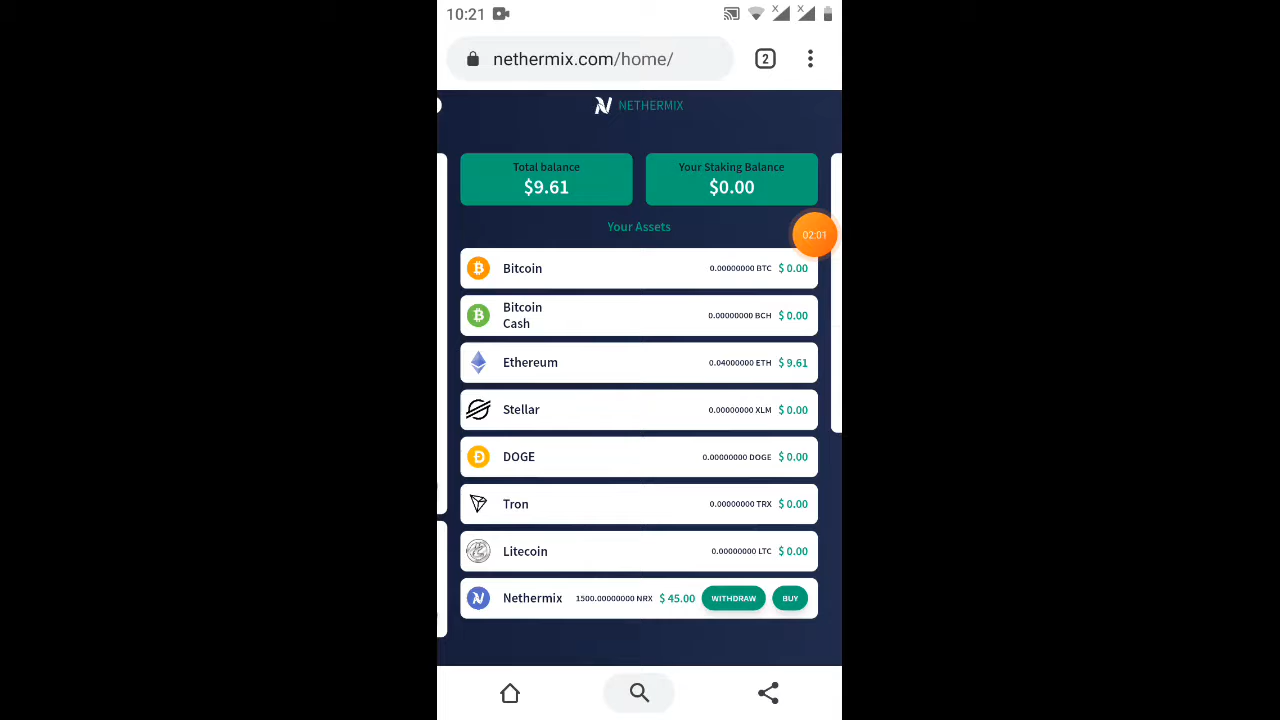 10:21
nethermix.com/home/
2
NETHERMIX
Total balance
$9.61
Your Staking Balance
$0.00
Your Assets
02:01
Bitcoin 0.00000000 BTC $ 0.00
Bitcoin
Cash 0.00000000 BCH $ 0.00
Ethereum 0.04000000 ETH $ 9.61
Stellar 0.00000000 XLM $ 0.00
DOGE 0.00000000 DOGE $ 0.00
Tron 0.00000000 TRX $ 0.00
Litecoin 0.00000000 LTC $ 0.00
Nethermix 1500.00000000 NRX $ 45.00 WITHDRAW BUY